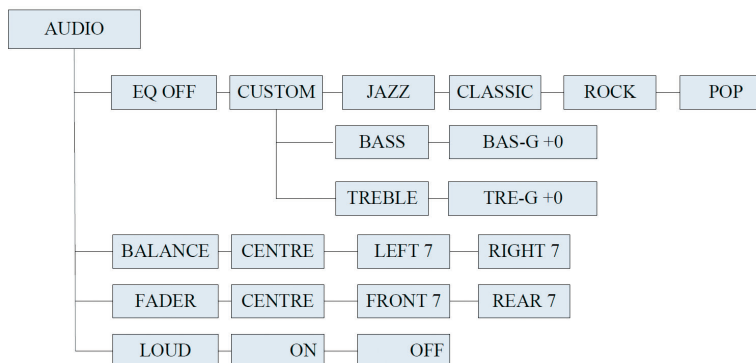 AUDIO
EQ OFF CUSTOM JAZZ CLASSIC ROCK POP
BASS BAS-G +0
TREBLE TRE-G +0
BALANCE CENTRE LEFT 7 RIGHT 7
FADER CENTRE FRONT 7 REAR 7
LOUD ON OFF